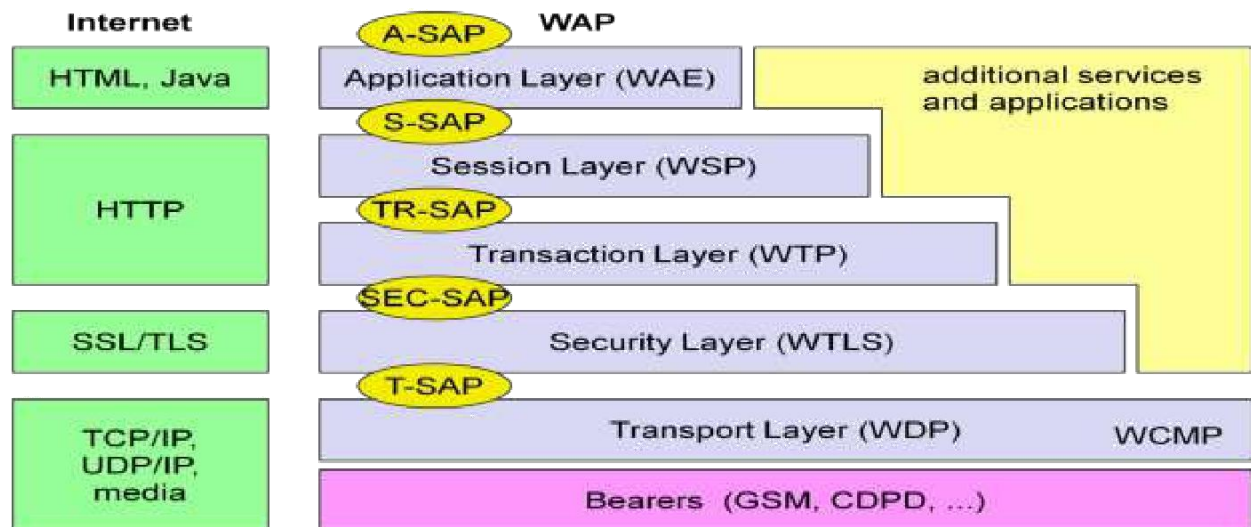 Internet
WAP
A-SAP
HTML, Java
Application Layer (WAE)
additional services
and applications
S-SAP
HTTP
Session Layer (WSP)
TR-SAP
Transaction Layer (WTP)
SEC-SAP
SSL/TLS
Security Layer (WTLS)
T-SAP
TCP/IP,
UDP/IP,
media
Transport Layer (WDP)
WCMP
Bearers (GSM, CDPD, ...)